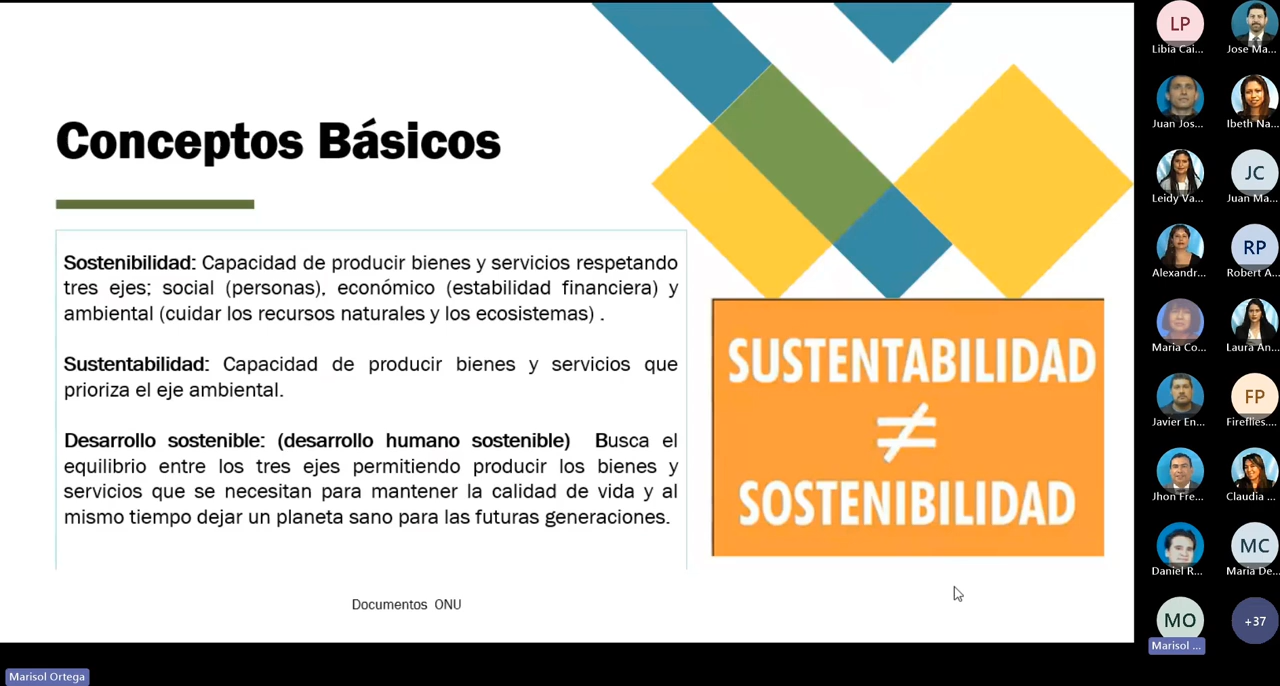 Conceptos Básicos
Sostenibilidad: Capacidad de producir bienes y servicios respetando
tres ejes; social (personas), económico (estabilidad financiera) y
ambiental (cuidar los recursos naturales y los ecosistemas) .
Sustentabilidad: Capacidad de producir bienes y servicios que
prioriza el eje ambiental.
Desarrollo sostenible: (desarrollo humano sostenible) Busca el
equilibrio entre los tres ejes permitiendo producir los bienes y
servicios que se necesitan para mantener la calidad de vida y al
mismo tiempo dejar un planeta sano para las futuras generaciones.
SUSTENTABILIDAD
≠
SOSTENIBILIDAD
Documentos ONU
Marisol Ortega
LP
Libia Cai...
Jose Ma...
Juan Jos...
Ibeth Na...
Leidy Va...
JC
Juan Ma...
Alexandr...
RP
Robert A...
Maria Co...
Laura An...
Javier En...
FP
Fireflies....
Jhon Fre...
Claudia ...
Daniel R...
MC
Maria De...
MO
Marisol ...
+37